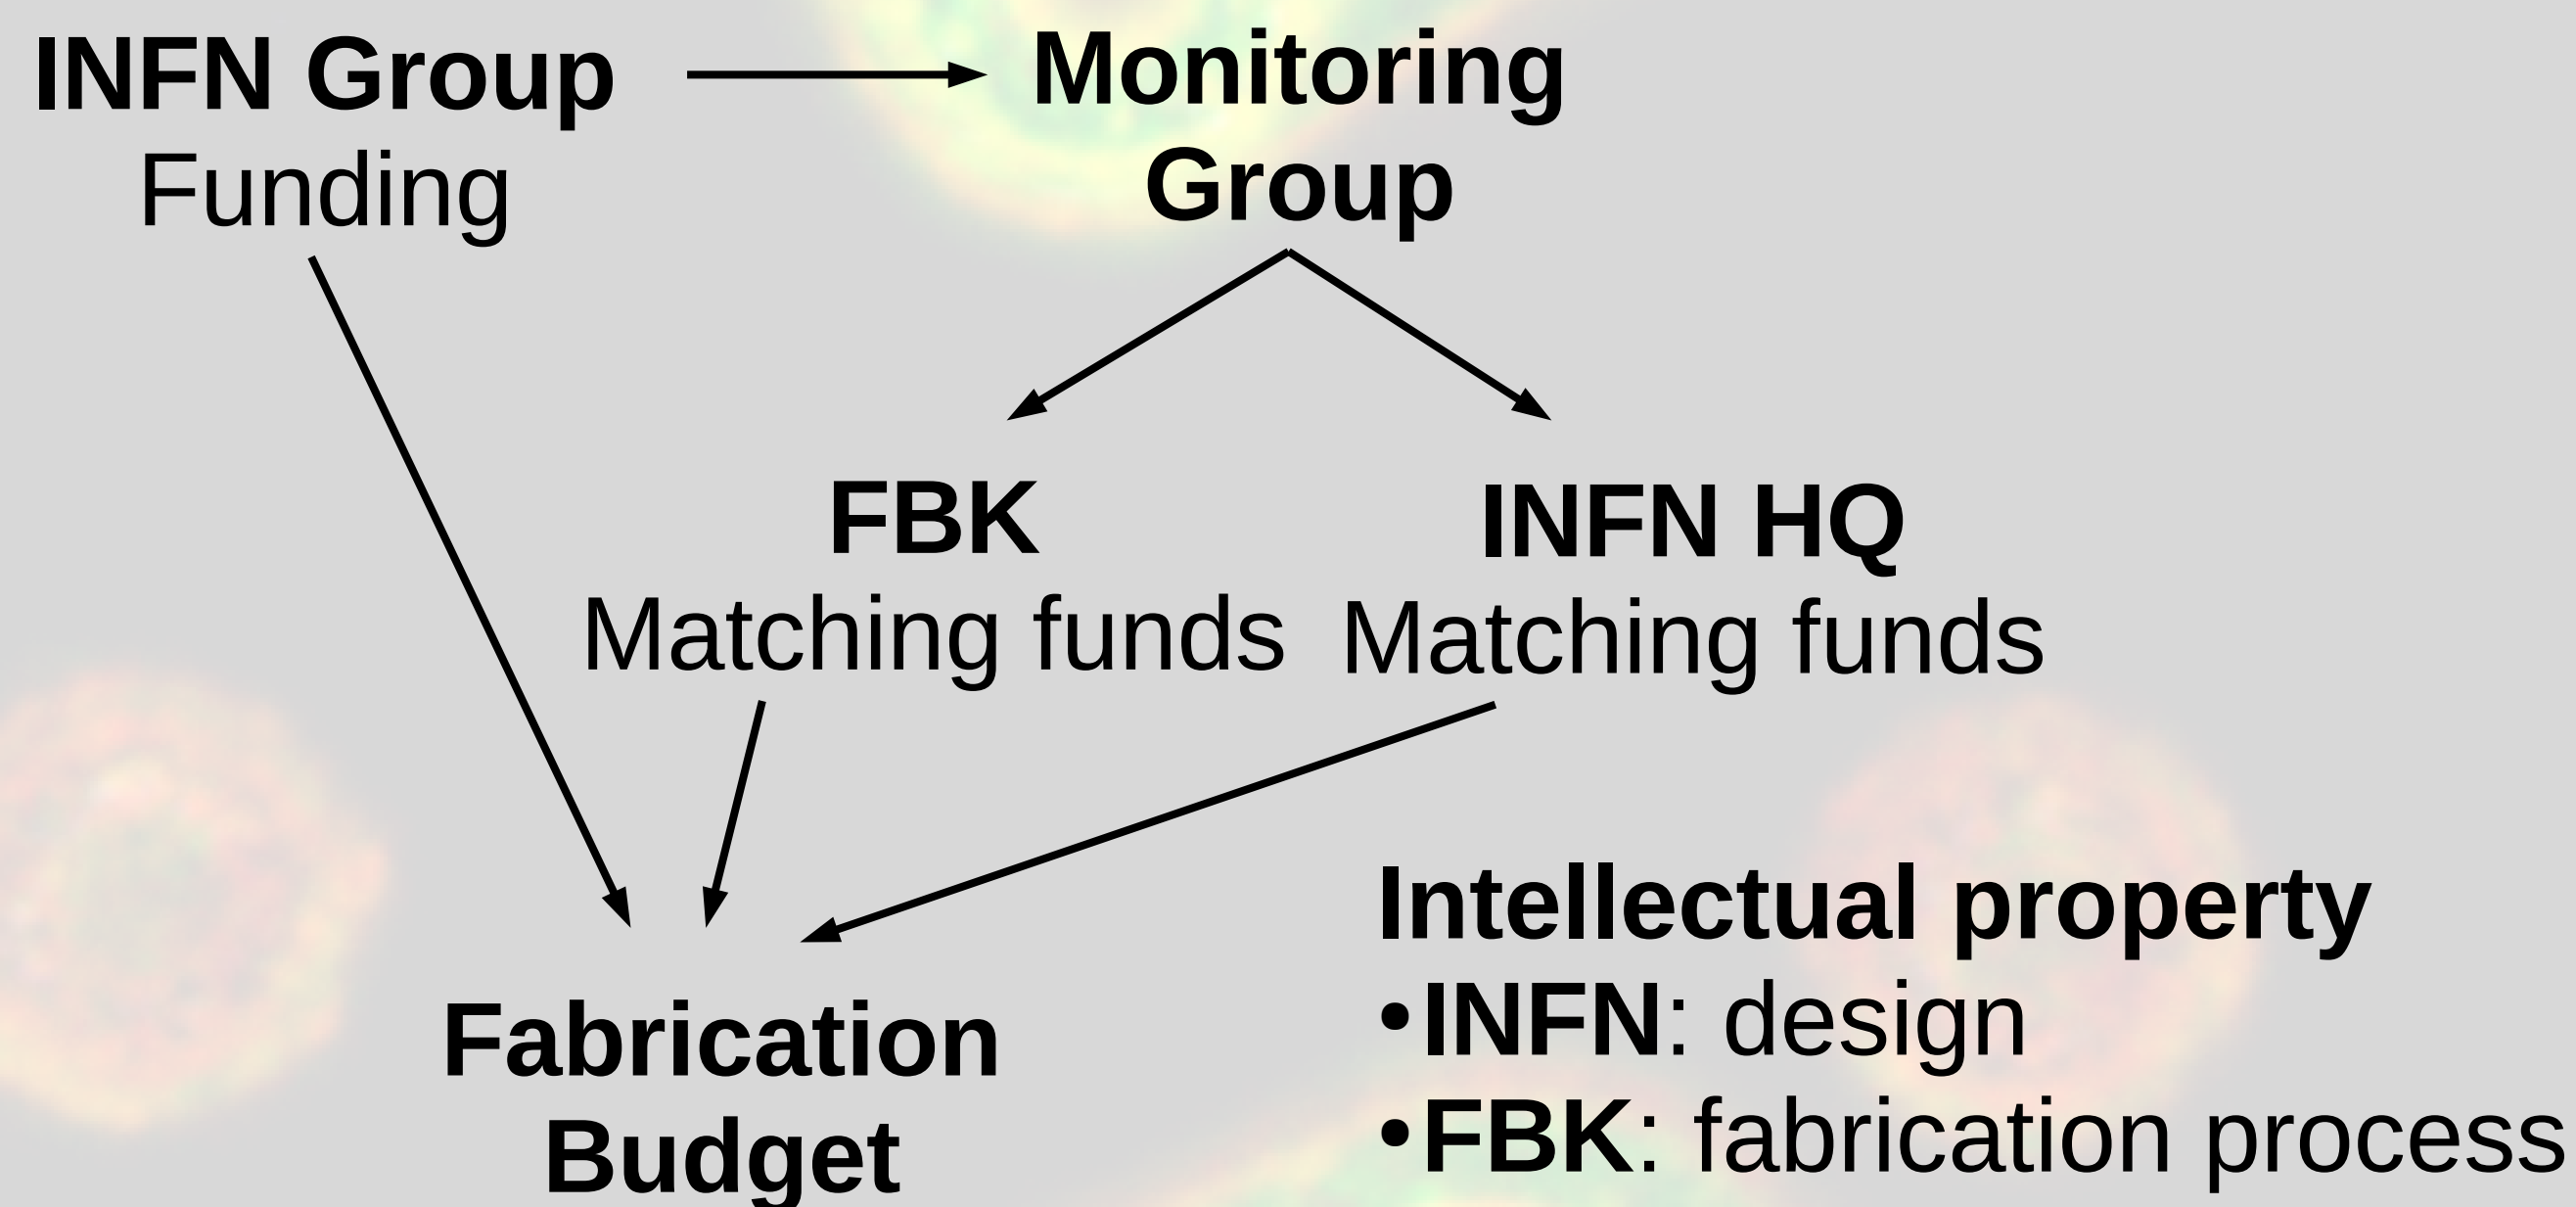 INFN Group
Funding
Monitoring
Group
FBK
Matching funds
INFN HQ
Matching funds
Fabrication
Budget
Intellectual property
•INFN: design
•FBK: fabrication process